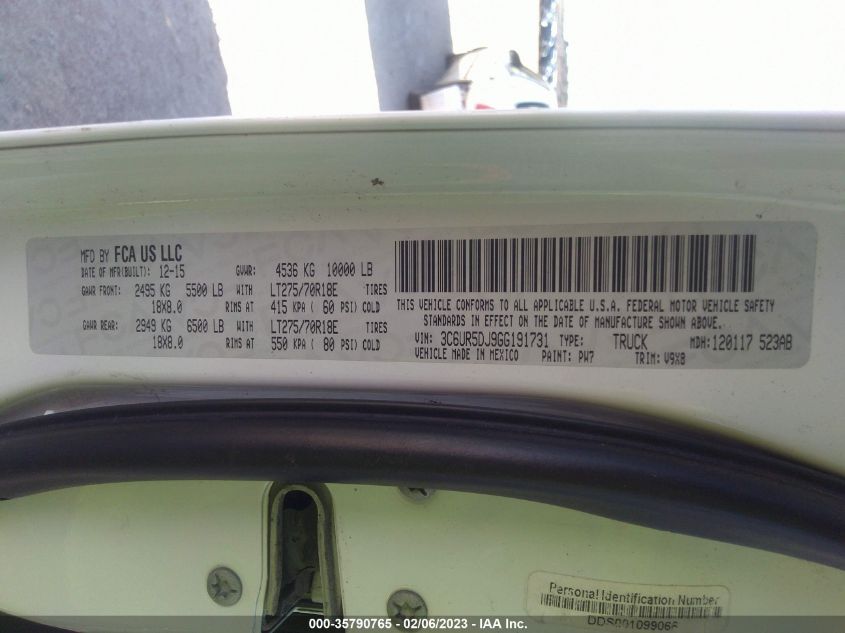 MFD BY FCA US LLC
DATE OF MFR(BUILT): 12-15 GVWR: 4536 KG 10000 LB
GAWR FRONT: 2495 KG 5500 LB WITH LT275/70R18E TIRES
18X8.0 RIMS AT 415 KPA ( 60 PSI) COLD
GAWR REAR: 2949 KG 6500 LB WITH LT275/70R18E TIRES
18X8.0 RIMS AT 550 KPA ( 80 PSI) COLD
THIS VEHICLE CONFORMS TO ALL APPLICABLE U.S.A. FEDERAL MOTOR VEHICLE SAFETY
STANDARDS IN EFFECT ON THE DATE OF MANUFACTURE SHOWN ABOVE.
VIN: 3C6UR5DJ9GG191731 TYPE: TRUCK MDH: 120117 523AB
VEHICLE MADE IN MEXICO PAINT: PW7 TRIM: V9X8
Personal Identification Number
DDS001099066
000-35790765 - 02/06/2023 - IAA Inc.